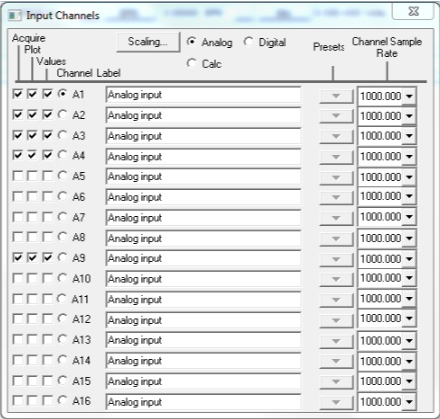 Input Channels
Acquire
Plot
Values
Channel Label
Scaling...
Analog
Digital
Calc
Presets
Channel Sample
Rate
A1 Analog input 1000.000
A2 Analog input 1000.000
A3 Analog input 1000.000
A4 Analog input 1000.000
A5 Analog input 1000.000
A6 Analog input 1000.000
A7 Analog input 1000.000
A8 Analog input 1000.000
A9 Analog input 1000.000
A10 Analog input 1000.000
A11 Analog input 1000.000
A12 Analog input 1000.000
A13 Analog input 1000.000
A14 Analog input 1000.000
A15 Analog input 1000.000
A16 Analog input 1000.000